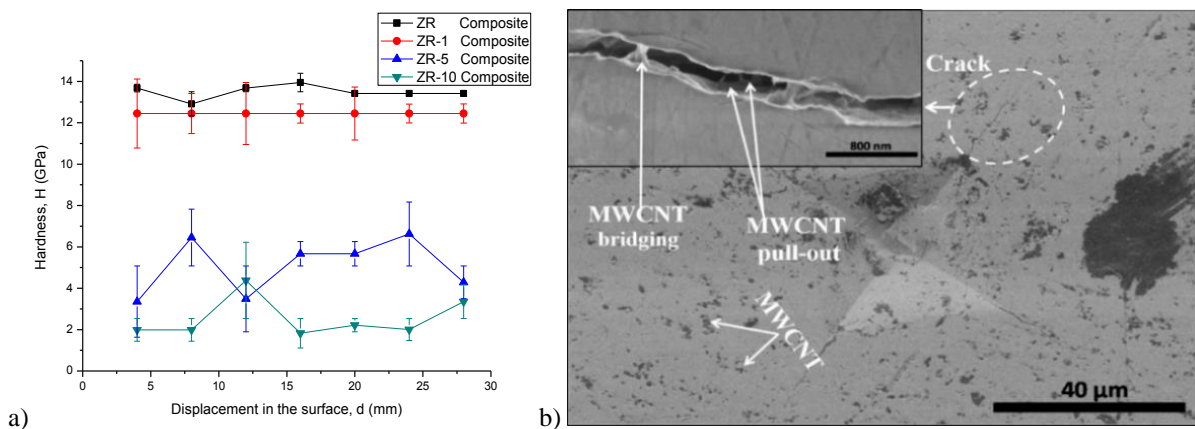 ZR Composite
ZR-1 Composite
ZR-5 Composite
ZR-10 Composite
14
12
10
8
6
4
2
0
Hardness, H (GPa)
0 5 10 15 20 25 30
Displacement in the surface, d (mm)
a)
800 nm
Crack
MWCNT
bridging
MWCNT
pull-out
MWCNT
40 µm
b)